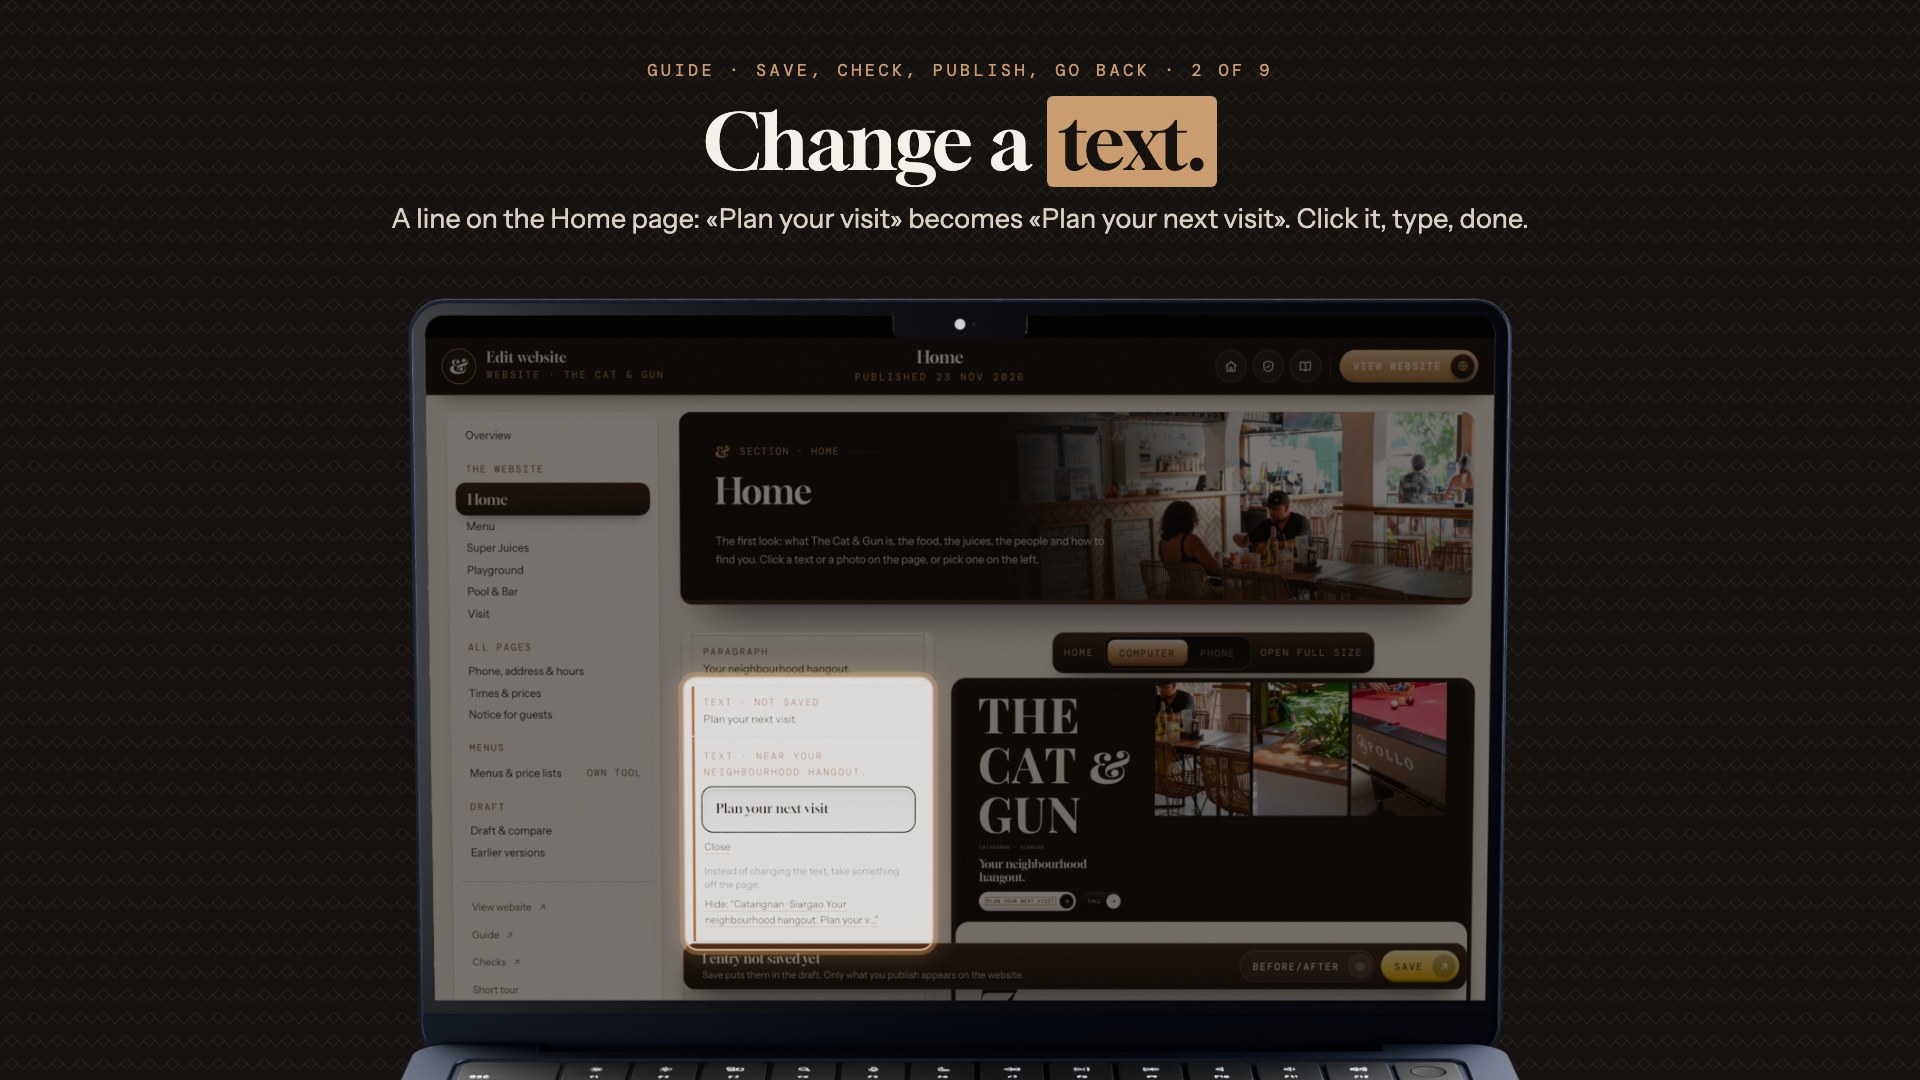 GUIDE · SAVE, CHECK, PUBLISH, GO BACK · 2 OF 9
Change a text.
A line on the Home page: «Plan your visit» becomes «Plan your next visit». Click it, type, done.
& Edit website
WEBSITE · THE CAT & GUN
Home
PUBLISHED 23 NOV 2026
VIEW WEBSITE
Overview
THE WEBSITE
Home
Menu
Super Juices
Playground
Pool & Bar
Visit
ALL PAGES
Phone, address & hours
Times & prices
Notice for guests
MENUS
Menus & price lists OWN TOOL
DRAFT
Draft & compare
Earlier versions
View website ↗
Guide ↗
Checks ↗
Short tour
& SECTION · HOME
Home
The first look: what The Cat & Gun is, the food, the juices, the people and how to
find you. Click a text or a photo on the page, or pick one on the left.
PARAGRAPH
Your neighbourhood hangout.
TEXT · NOT SAVED
Plan your next visit
TEXT · NEAR YOUR
NEIGHBOURHOOD HANGOUT.
Plan your next visit
Close
Instead of changing the text, take something
off the page:
Hide: "Catangnan · Siargao Your
neighbourhood hangout. Plan your v…"
HOME COMPUTER PHONE OPEN FULL SIZE
THE
CAT &
GUN
CATANGNAN · SIARGAO
Your neighbourhood
hangout.
PLAN YOUR NEXT VISIT
CALL
APOLLO
1 entry not saved yet
Save puts them in the draft. Only what you publish appears on the website.
BEFORE/AFTER
SAVE